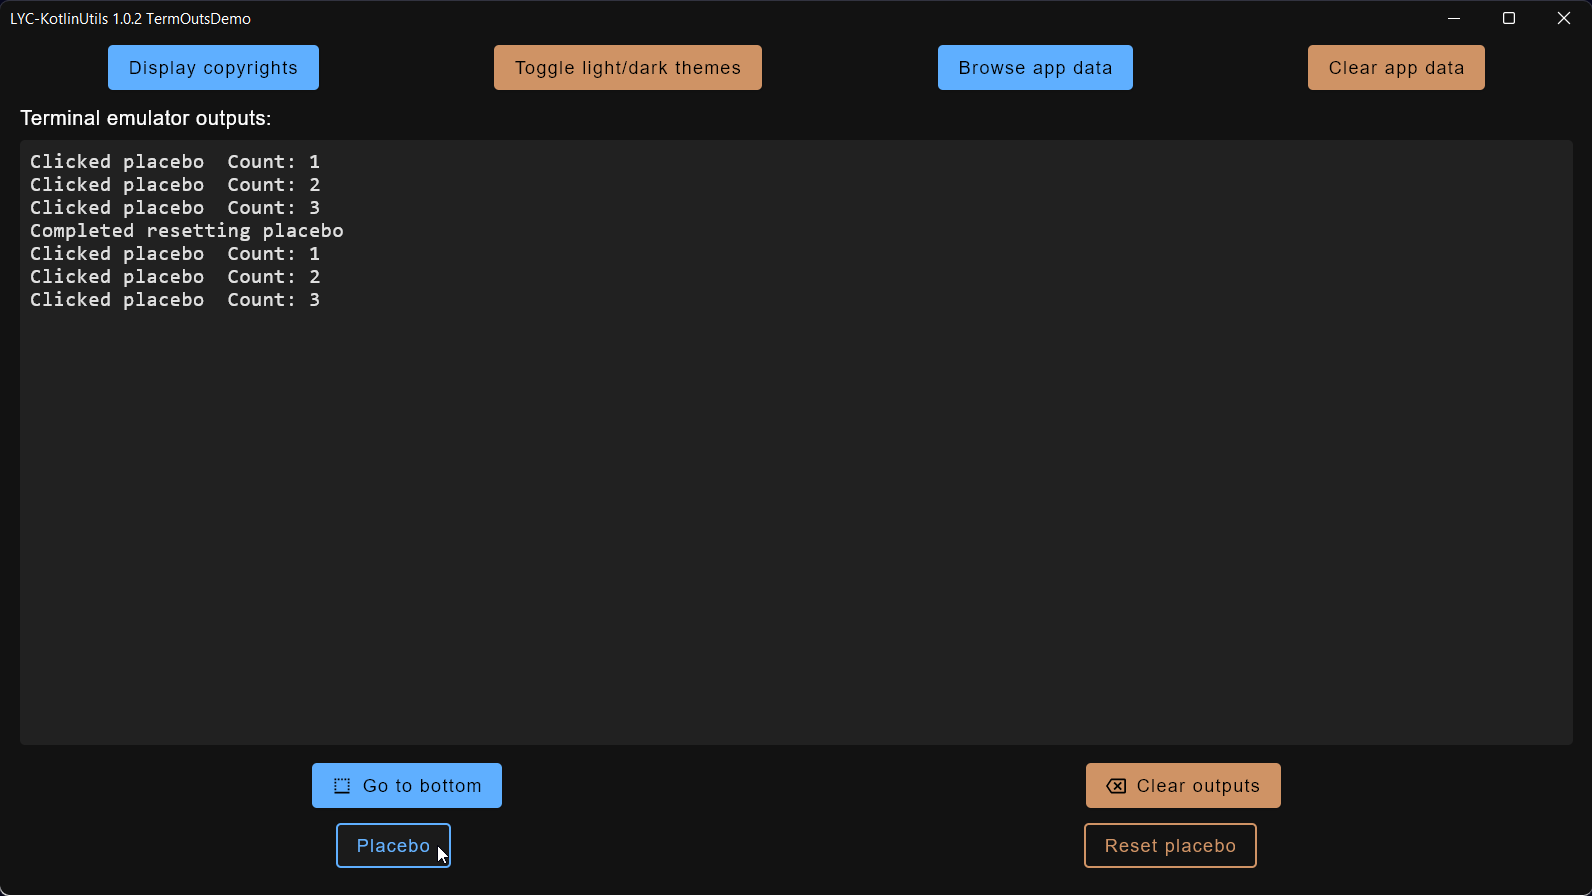 LYC-KotlinUtils 1.0.2 TermOutsDemo
Display copyrights
Toggle light/dark themes
Browse app data
Clear app data
Terminal emulator outputs:
Clicked placebo  Count: 1
Clicked placebo  Count: 2
Clicked placebo  Count: 3
Completed resetting placebo
Clicked placebo  Count: 1
Clicked placebo  Count: 2
Clicked placebo  Count: 3
Go to bottom
Clear outputs
Placebo
Reset placebo